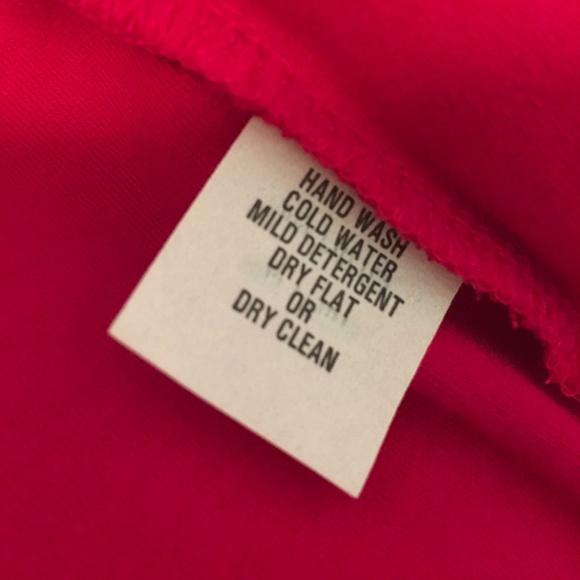 HAND WASH
COLD WATER
MILD DETERGENT
DRY FLAT
OR
DRY CLEAN